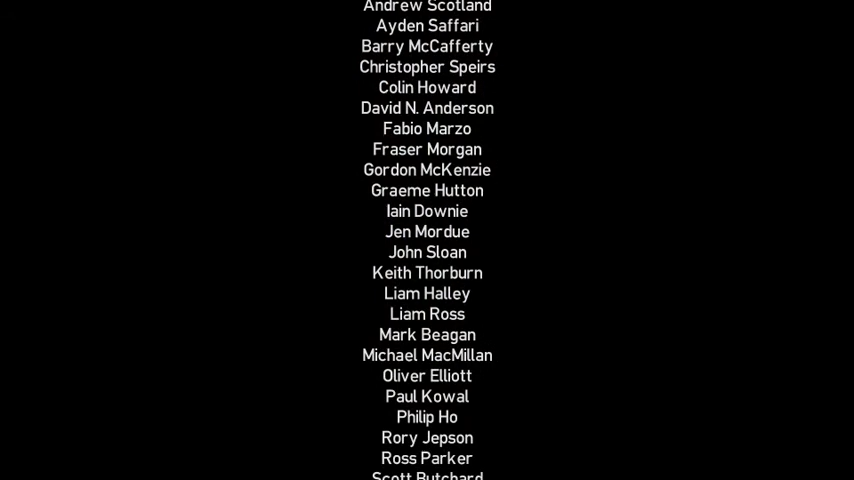 Andrew Scotland
Ayden Saffari
Barry McCafferty
Christopher Speirs
Colin Howard
David N. Anderson
Fabio Marzo
Fraser Morgan
Gordon McKenzie
Graeme Hutton
Iain Downie
Jen Mordue
John Sloan
Keith Thorburn
Liam Halley
Liam Ross
Mark Beagan
Michael MacMillan
Oliver Elliott
Paul Kowal
Philip Ho
Rory Jepson
Ross Parker
Scott Butchard